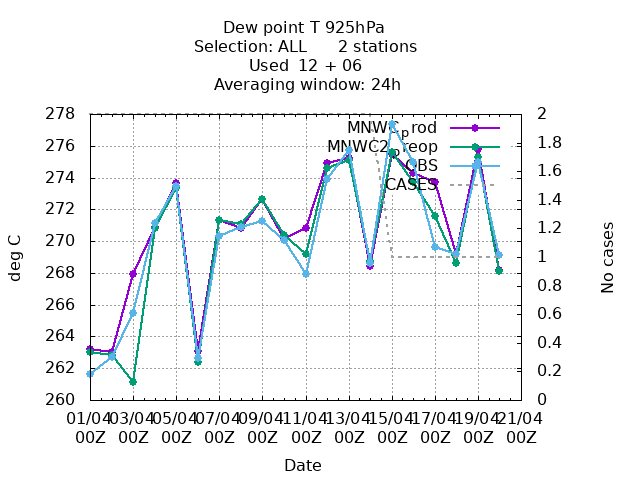 Dew point T 925hPa
Selection: ALL      2 stations
Used  12 + 06
Averaging window: 24h
278
276
274
272
270
268
266
264
262
260
deg C
2
1.8
1.6
1.4
1.2
1
0.8
0.6
0.4
0.2
0
No cases
MNWC_prod
MNWC2_preop
OBS
CASES
01/04 03/04 05/04 07/04 09/04 11/04 13/04 15/04 17/04 19/04 21/04
00Z 00Z 00Z 00Z 00Z 00Z 00Z 00Z 00Z 00Z 00Z
Date